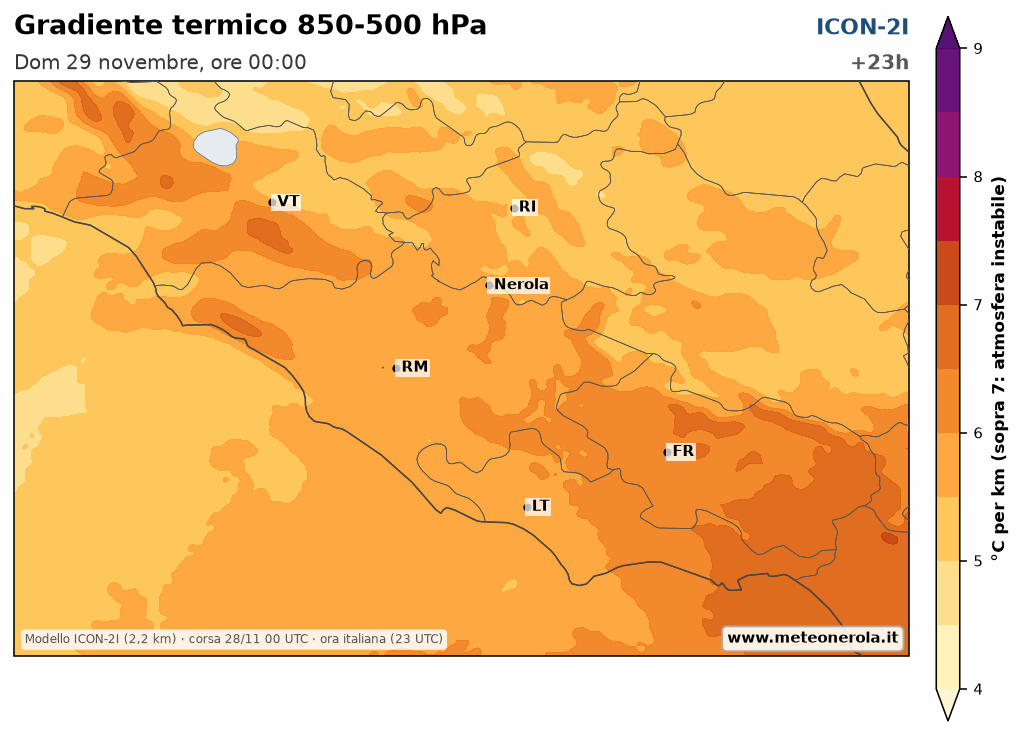 Gradiente termico 850-500 hPa
ICON-2I
Dom 29 novembre, ore 00:00
+23h
VT
RI
Nerola
RM
FR
LT
9
8
7
6
5
4
°C per km (sopra 7: atmosfera instabile)
Modello ICON-2I (2,2 km) · corsa 28/11 00 UTC · ora italiana (23 UTC)
www.meteonerola.it